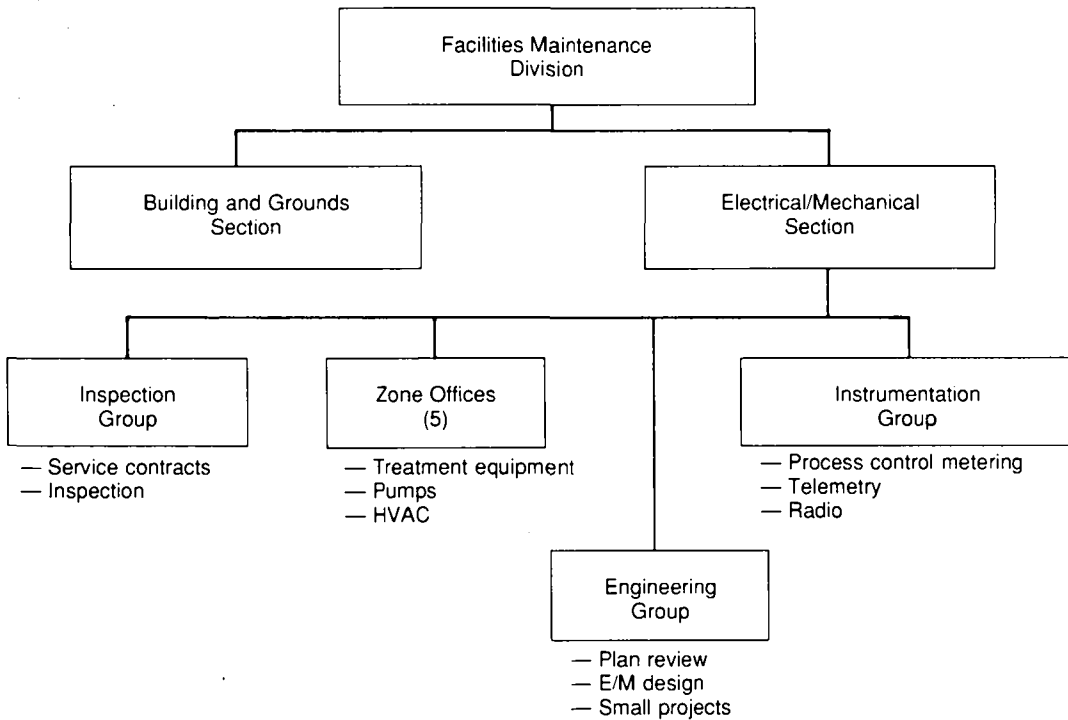 Facilities Maintenance
Division
Building and Grounds
Section
Electrical/Mechanical
Section
Inspection
Group
— Service contracts
— Inspection
Zone Offices
(5)
— Treatment equipment
— Pumps
— HVAC
Instrumentation
Group
— Process control metering
— Telemetry
— Radio
Engineering
Group
— Plan review
— E/M design
— Small projects